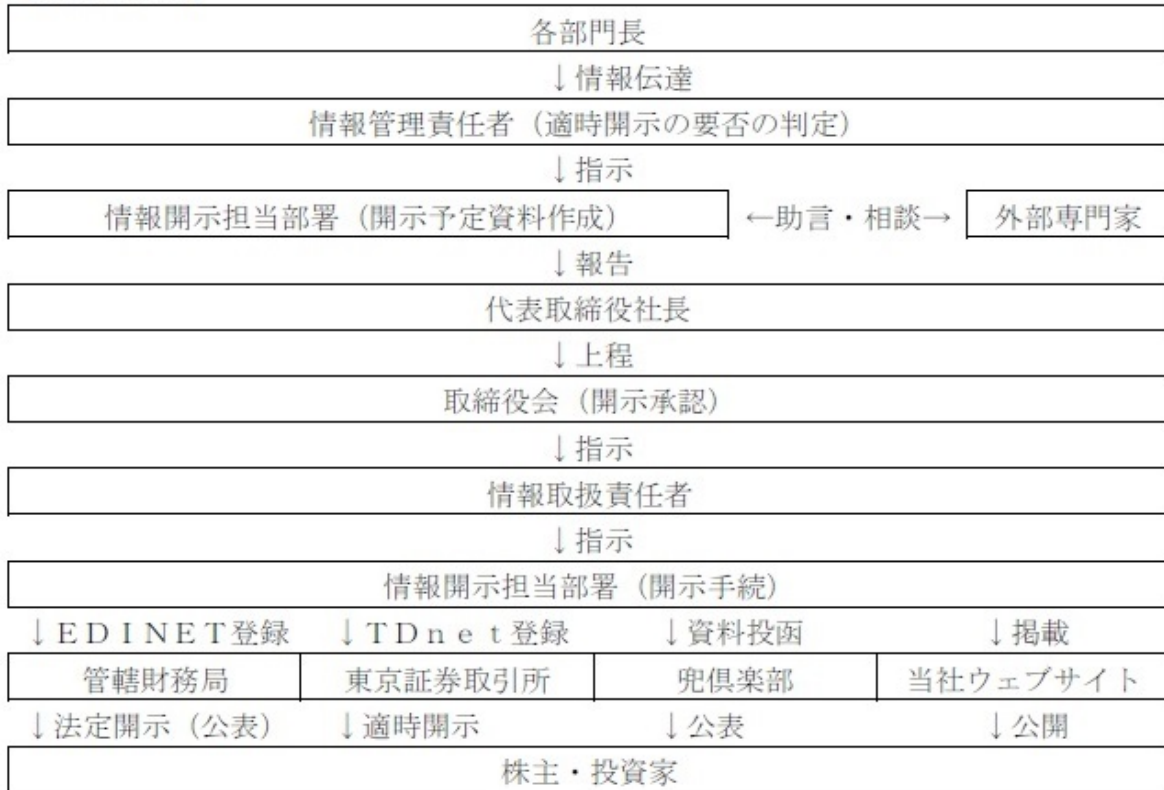 各部門長
↓情報伝達
情報管理責任者（適時開示の要否の判定）
↓指示
情報開示担当部署（開示予定資料作成） ←助言・相談→ 外部専門家
↓報告
代表取締役社長
↓上程
取締役会（開示承認）
↓指示
情報取扱責任者
↓指示
情報開示担当部署（開示手続）
↓ＥＤＩＮＥＴ登録 ↓ＴＤｎｅｔ登録 ↓資料投函 ↓掲載
管轄財務局 東京証券取引所 兜倶楽部 当社ウェブサイト
↓法定開示（公表） ↓適時開示 ↓公表 ↓公開
株主・投資家